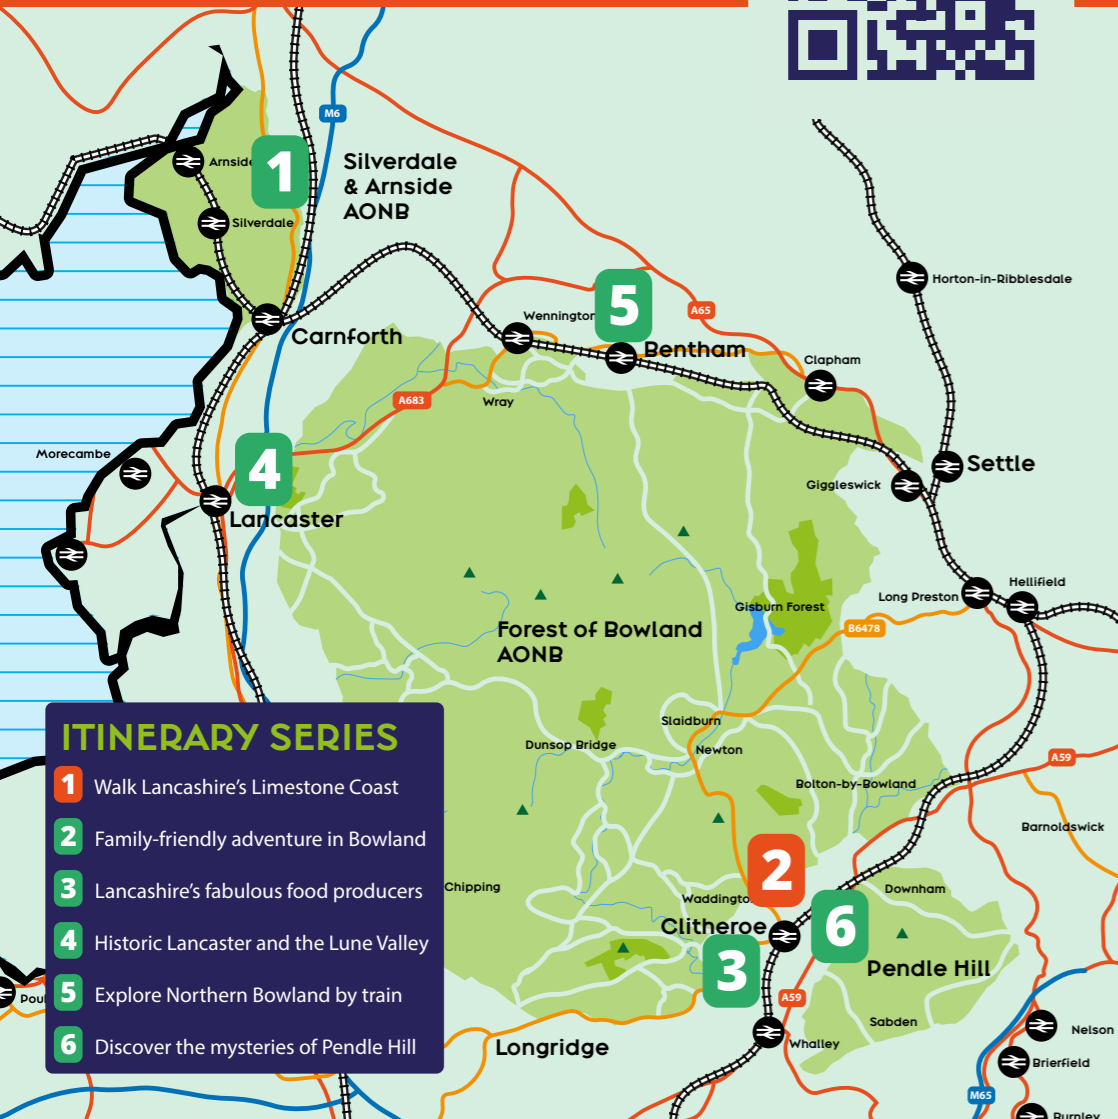 M6
Arnside
1
Silverdale
& Arnside
AONB
Silverdale
Horton-in-Ribblesdale
5
Wennington
A65
Carnforth
Bentham
Clapham
A683
Wray
Morecambe
4
Settle
Giggleswick
Lancaster
Hellifield
Long Preston
Gisburn Forest
Forest of Bowland
AONB
B6478
Slaidburn
Dunsop Bridge
Newton
A59
Bolton-by-Bowland
Barnoldswick
ITINERARY SERIES
1 Walk Lancashire's Limestone Coast
2 Family-friendly adventure in Bowland
3 Lancashire's fabulous food producers
4 Historic Lancaster and the Lune Valley
5 Explore Northern Bowland by train
6 Discover the mysteries of Pendle Hill
2
Chipping
Downham
Waddingto
Clitheroe
6
3
Pendle Hill
Poul
A59
Sabden
Longridge
Whalley
Nelson
Brierfield
M65
Burnley